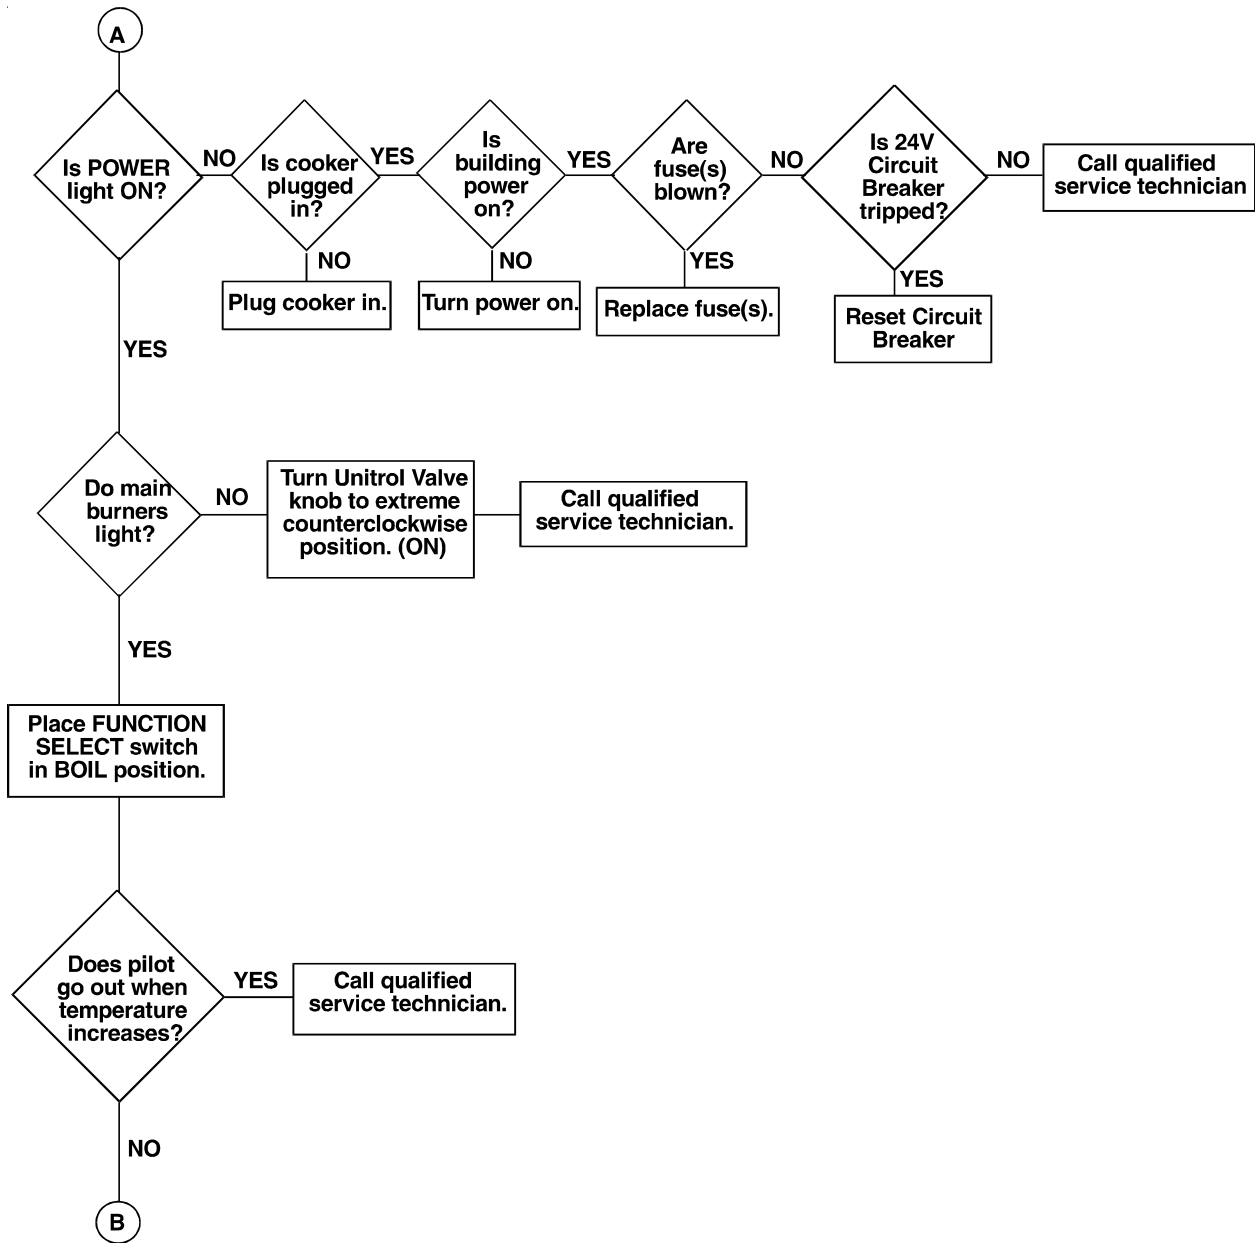 A
Is POWER
light ON?
NO
Is cooker
plugged
in?
YES
Is
building
power
on?
YES
Are
fuse(s)
blown?
NO
Is 24V
Circuit
Breaker
tripped?
NO
Call qualified
service technician
NO
Plug cooker in.
NO
Turn power on.
YES
Replace fuse(s).
YES
Reset Circuit
Breaker
YES
Do main
burners
light?
NO
Turn Unitrol Valve
knob to extreme
counterclockwise
position. (ON)
Call qualified
service technician.
YES
Place FUNCTION
SELECT switch
in BOIL position.
Does pilot
go out when
temperature
increases?
YES
Call qualified
service technician.
NO
B